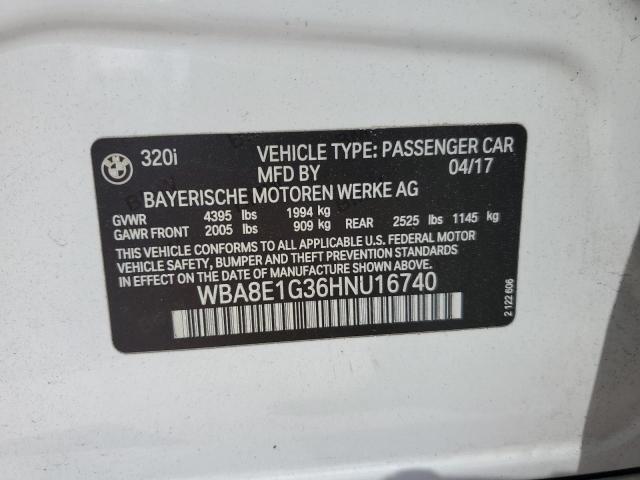 320i VEHICLE TYPE: PASSENGER CAR
MFD BY 04/17
BAYERISCHE MOTOREN WERKE AG
GVWR 4395 lbs 1994 kg
GAWR FRONT 2005 lbs 909 kg REAR 2525 lbs 1145 kg
THIS VEHICLE CONFORMS TO ALL APPLICABLE U.S. FEDERAL MOTOR
VEHICLE SAFETY, BUMPER AND THEFT PREVENTION STANDARDS
IN EFFECT ON THE DATE OF MANUFACTURE SHOWN ABOVE.
WBA8E1G36HNU16740
2 122 606